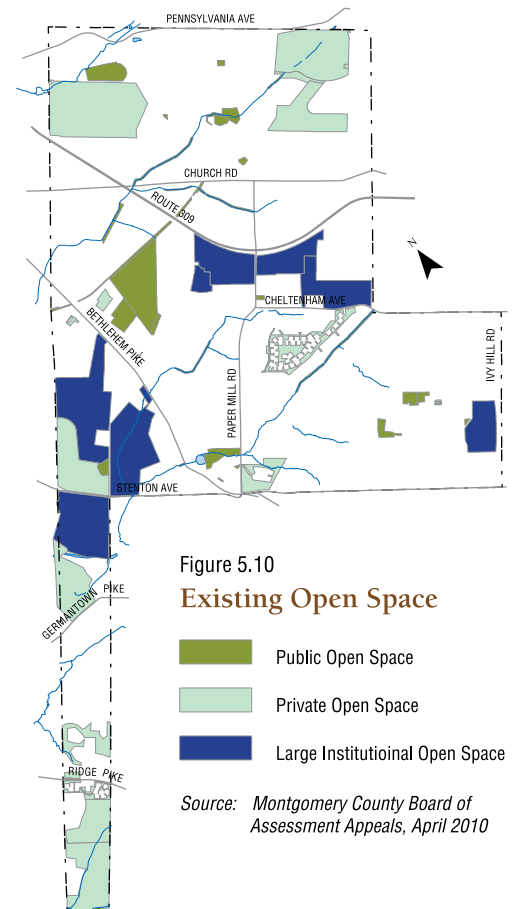 PENNSYLVANIA AVE
CHURCH RD
ROUTE 309
N
CHELTENHAM AVE
BETHLEHEM PIKE
PAPER MILL RD
IVY HILL RD
STENTON AVE
GERMANTOWN PIKE
RIDGE PIKE
Figure 5.10
Existing Open Space
Public Open Space
Private Open Space
Large Institutioinal Open Space
Source: Montgomery County Board of
Assessment Appeals, April 2010